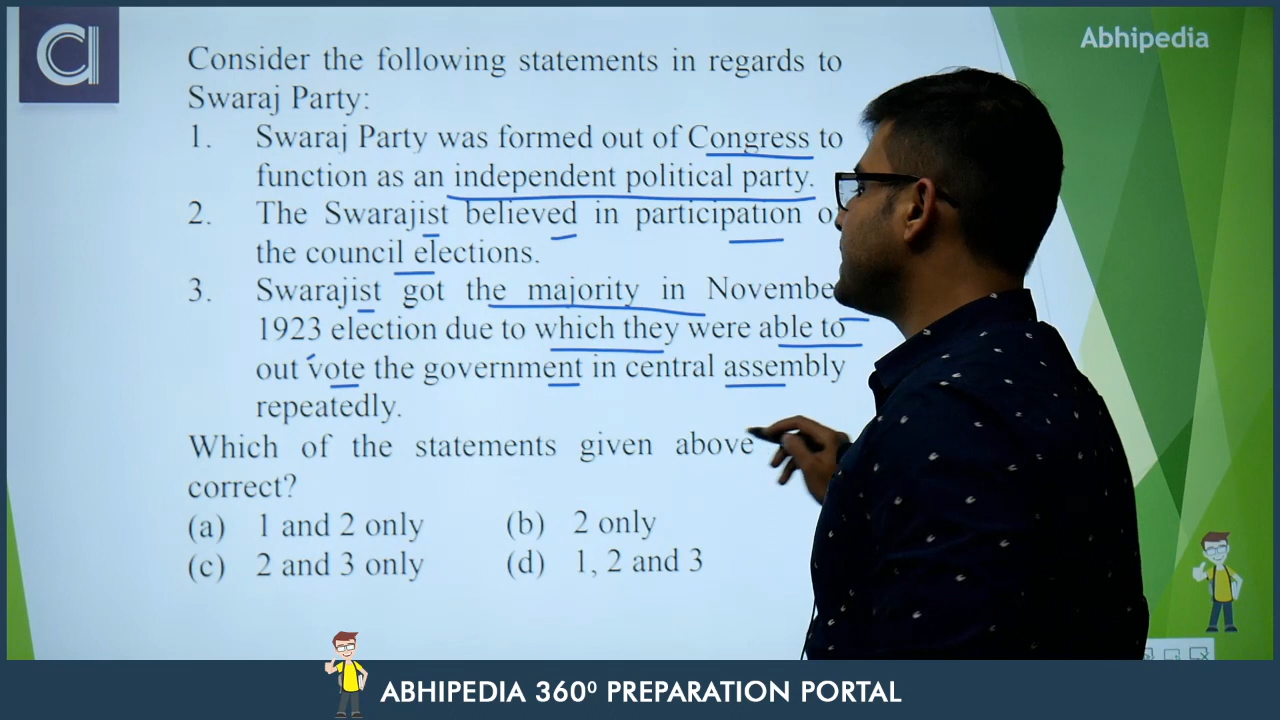 Abhipedia
Consider the following statements in regards to
Swaraj Party:
1. Swaraj Party was formed out of Congress to
function as an independent political party.
2. The Swarajist believed in participation
the council elections.
3. Swarajist got the majority in Novembe
1923 election due to which they were able to
out vote the government in central assembly
repeatedly.
Which of the statements given above
correct?
(a) 1 and 2 only (b) 2 only
(c) 2 and 3 only (d) 1, 2 and 3
ABHIPEDIA 360⁰ PREPARATION PORTAL